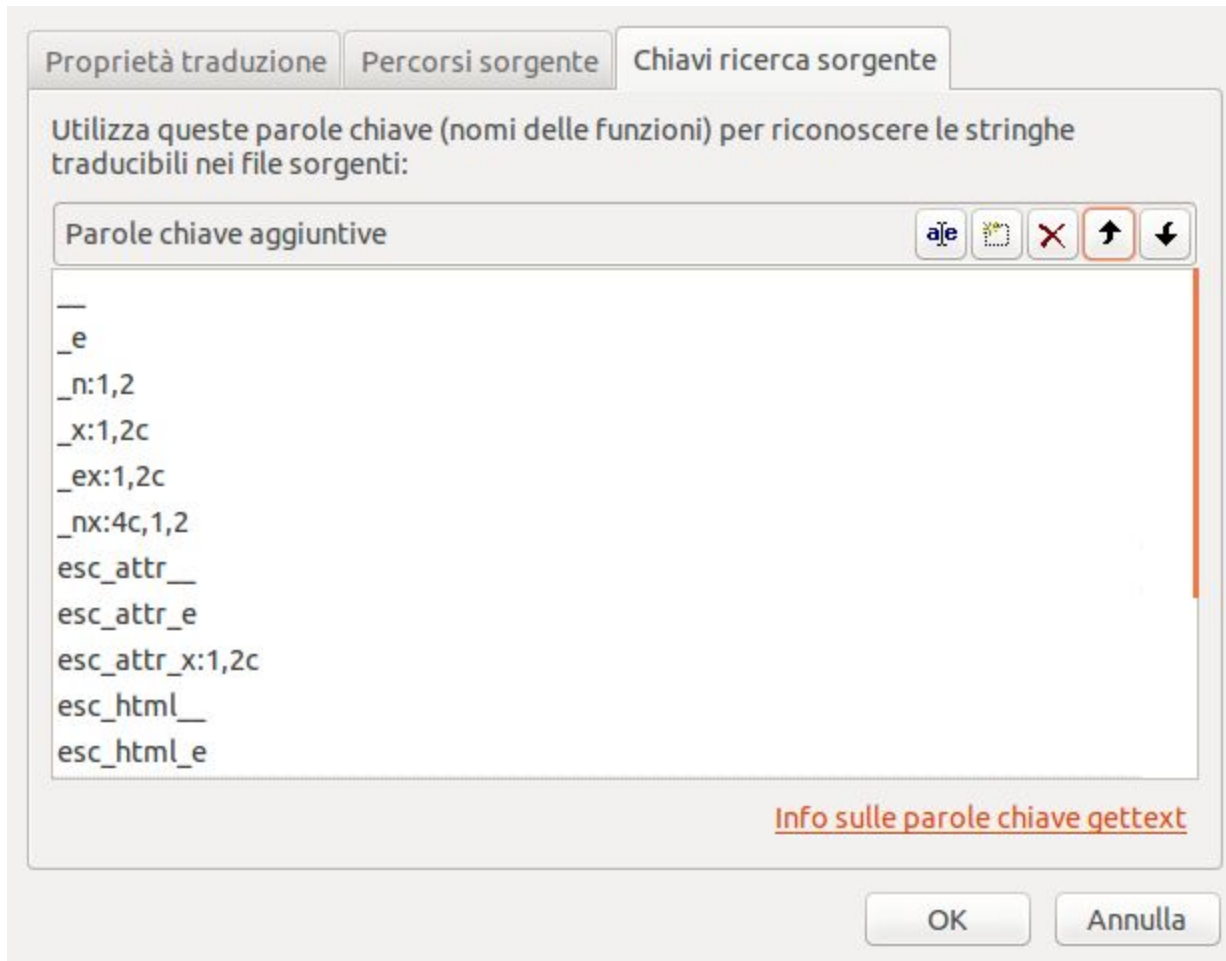 Proprietà traduzione Percorsi sorgente Chiavi ricerca sorgente
Utilizza queste parole chiave (nomi delle funzioni) per riconoscere le stringhe
traducibili nei file sorgenti:
Parole chiave aggiuntive
__
_e
_n:1,2
_x:1,2c
_ex:1,2c
_nx:4c,1,2
esc_attr__
esc_attr_e
esc_attr_x:1,2c
esc_html__
esc_html_e
Info sulle parole chiave gettext
OK Annulla